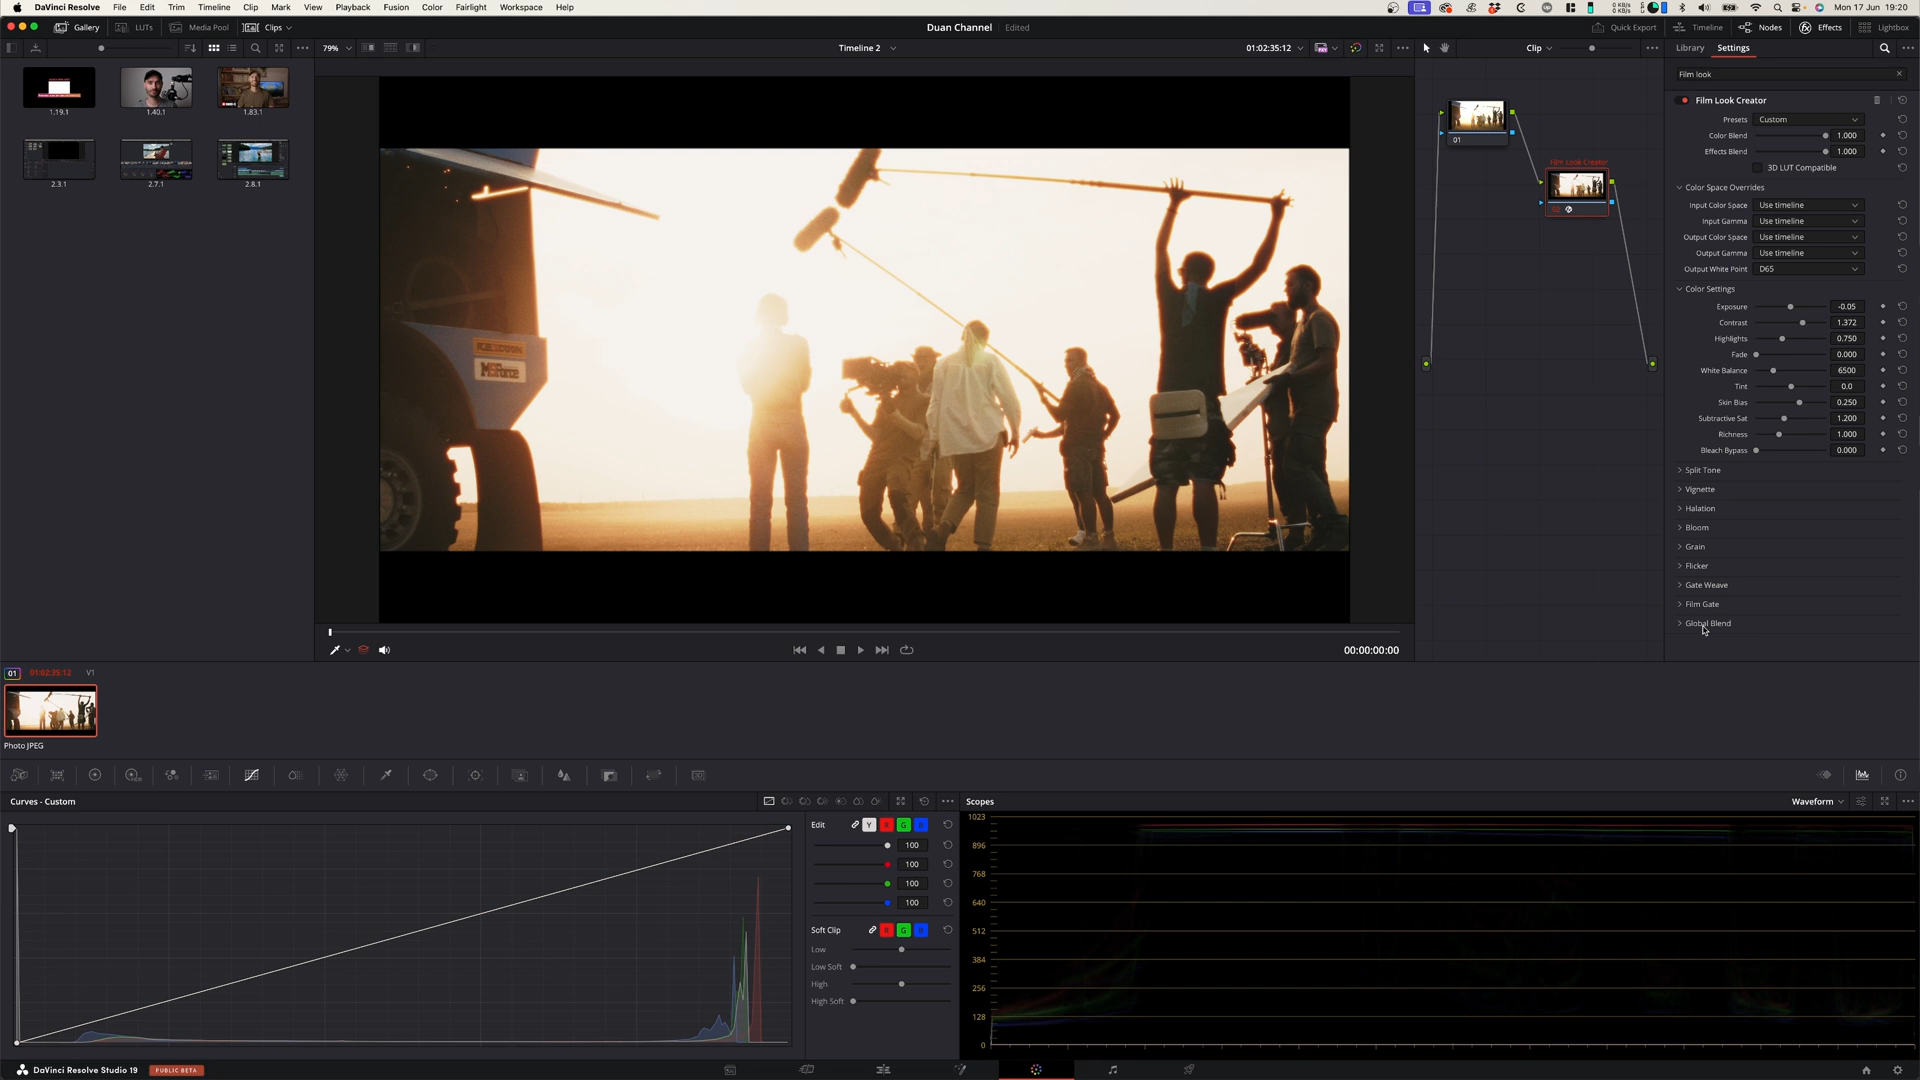 DaVinci Resolve File Edit Trim Timeline Clip Mark View Playback Fusion Color Fairlight Workspace Help
Mon 17 Jun 19:20
Gallery LUTs Media Pool Clips
Duan Channel Edited
Quick Export Timeline Nodes Effects Lightbox
79%
Timeline 2
01:02:35:12
Clip
Library Settings
Film look
1.19.1 1.40.1 1.83.1
2.3.1 2.7.1 2.8.1
01
Film Look Creator
Film Look Creator
Presets Custom
Color Blend 1.000
Effects Blend 1.000
3D LUT Compatible
Color Space Overrides
Input Color Space Use timeline
Input Gamma Use timeline
Output Color Space Use timeline
Output Gamma Use timeline
Output White Point D65
Color Settings
Exposure -0.05
Contrast 1.372
Highlights 0.750
Fade 0.000
White Balance 6500
Tint 0.0
Skin Bias 0.250
Subtractive Sat 1.200
Richness 1.000
Bleach Bypass 0.000
Split Tone
Vignette
Halation
Bloom
Grain
Flicker
Gate Weave
Film Gate
Global Blend
00:00:00:00
01 01:02:35:12 V1
Photo JPEG
Curves - Custom
Edit Y R G B
100
100
100
100
Soft Clip R G B
Low
Low Soft
High
High Soft
Scopes
Waveform
1023
896
768
640
512
384
256
128
0
DaVinci Resolve Studio 19 PUBLIC BETA